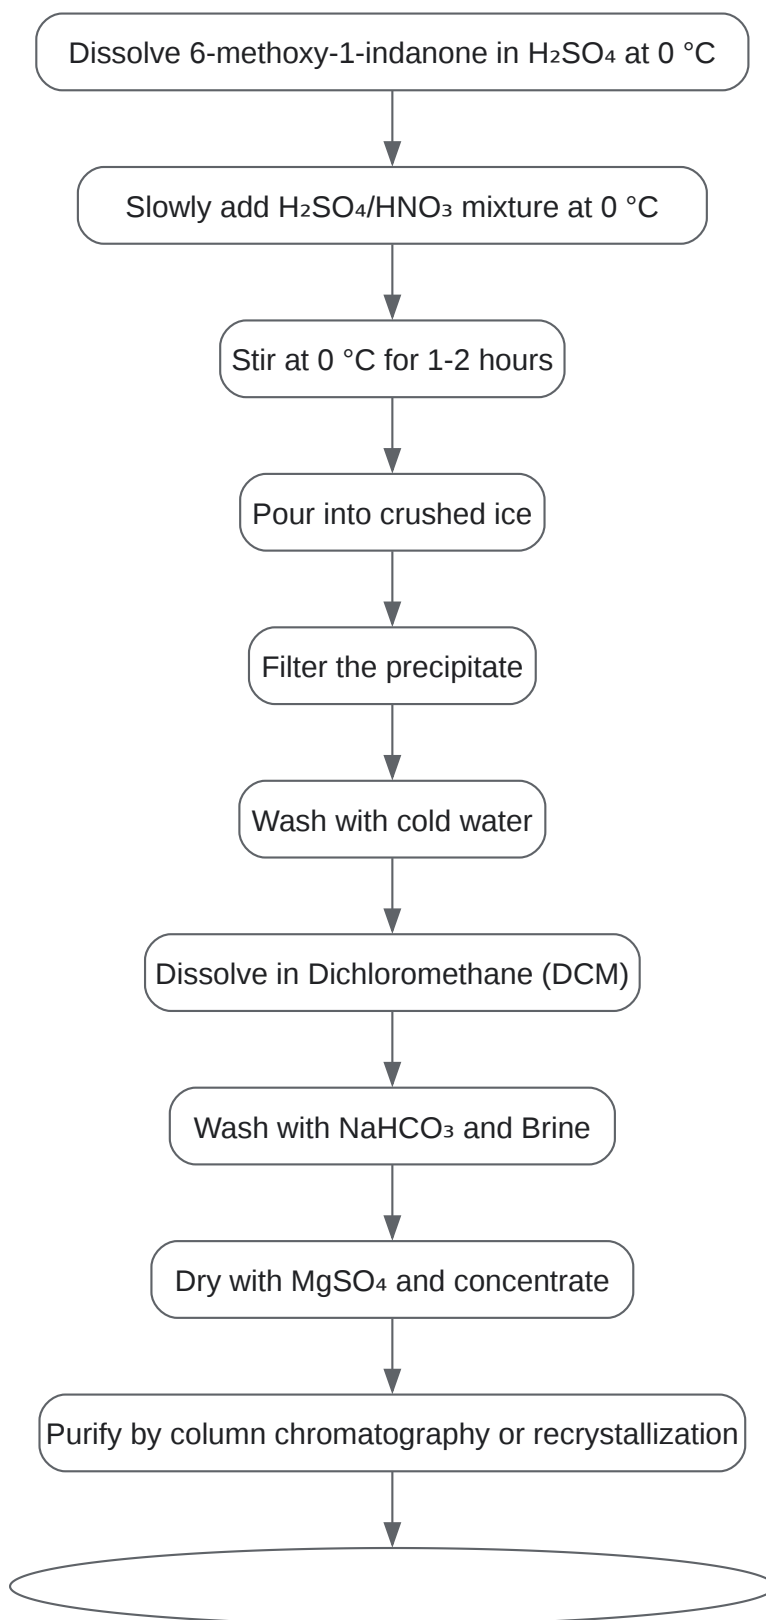 Dissolve 6-methoxy-1-indanone in H₂SO₄ at 0 °C
Slowly add H₂SO₄/HNO₃ mixture at 0 °C
Stir at 0 °C for 1-2 hours
Pour into crushed ice
Filter the precipitate
Wash with cold water
Dissolve in Dichloromethane (DCM)
Wash with NaHCO₃ and Brine
Dry with MgSO₄ and concentrate
Purify by column chromatography or recrystallization